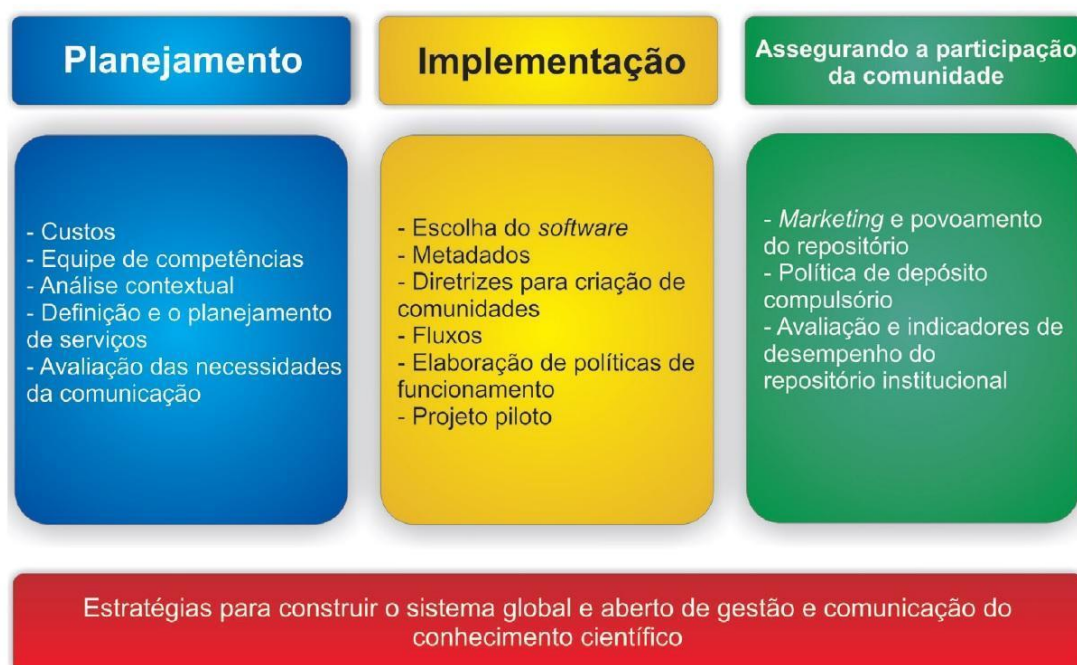 Planejamento
- Custos
- Equipe de competências
- Análise contextual
- Definição e o planejamento
de serviços
- Avaliação das necessidades
da comunicação
Implementação
- Escolha do software
- Metadados
- Diretrizes para criação de
comunidades
- Fluxos
- Elaboração de políticas de
funcionamento
- Projeto piloto
Assegurando a participação
da comunidade
- Marketing e povoamento
do repositório
- Política de depósito
compulsório
- Avaliação e indicadores de
desempenho do
repositório institucional
Estratégias para construir o sistema global e aberto de gestão e comunicação do
conhecimento científico